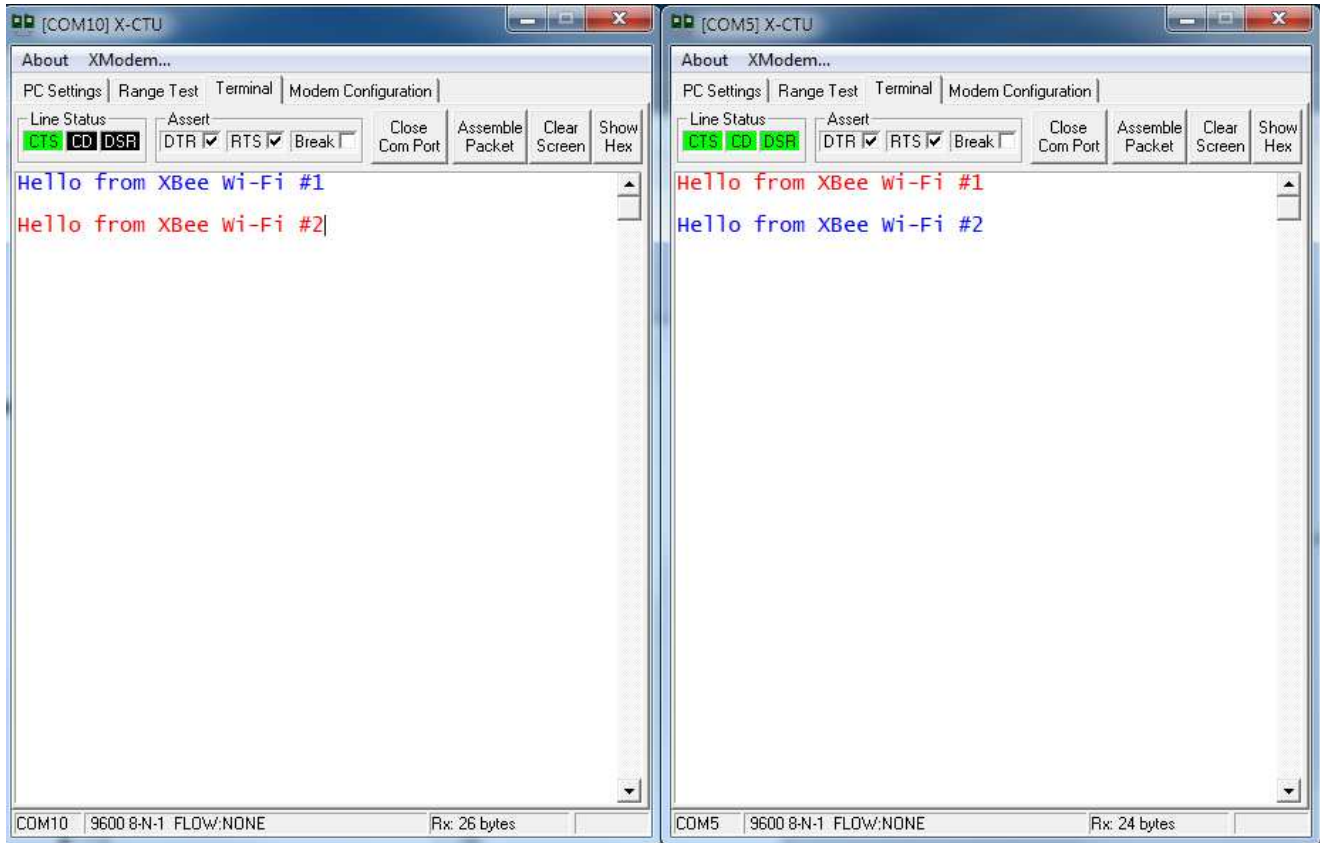 [COM10] X-CTU
About XModem...
PC Settings Range Test Terminal Modem Configuration
Line Status
CTS CD DSR
Assert
DTR RTS Break
Close Com Port
Assemble Packet
Clear Screen
Show Hex
Hello from XBee Wi-Fi #1
Hello from XBee Wi-Fi #2
COM10 9600 8-N-1 FLOW:NONE Rx: 26 bytes
[COM5] X-CTU
About XModem...
PC Settings Range Test Terminal Modem Configuration
Line Status
CTS CD DSR
Assert
DTR RTS Break
Close Com Port
Assemble Packet
Clear Screen
Show Hex
Hello from XBee Wi-Fi #1
Hello from XBee Wi-Fi #2
COM5 9600 8-N-1 FLOW:NONE Rx: 24 bytes